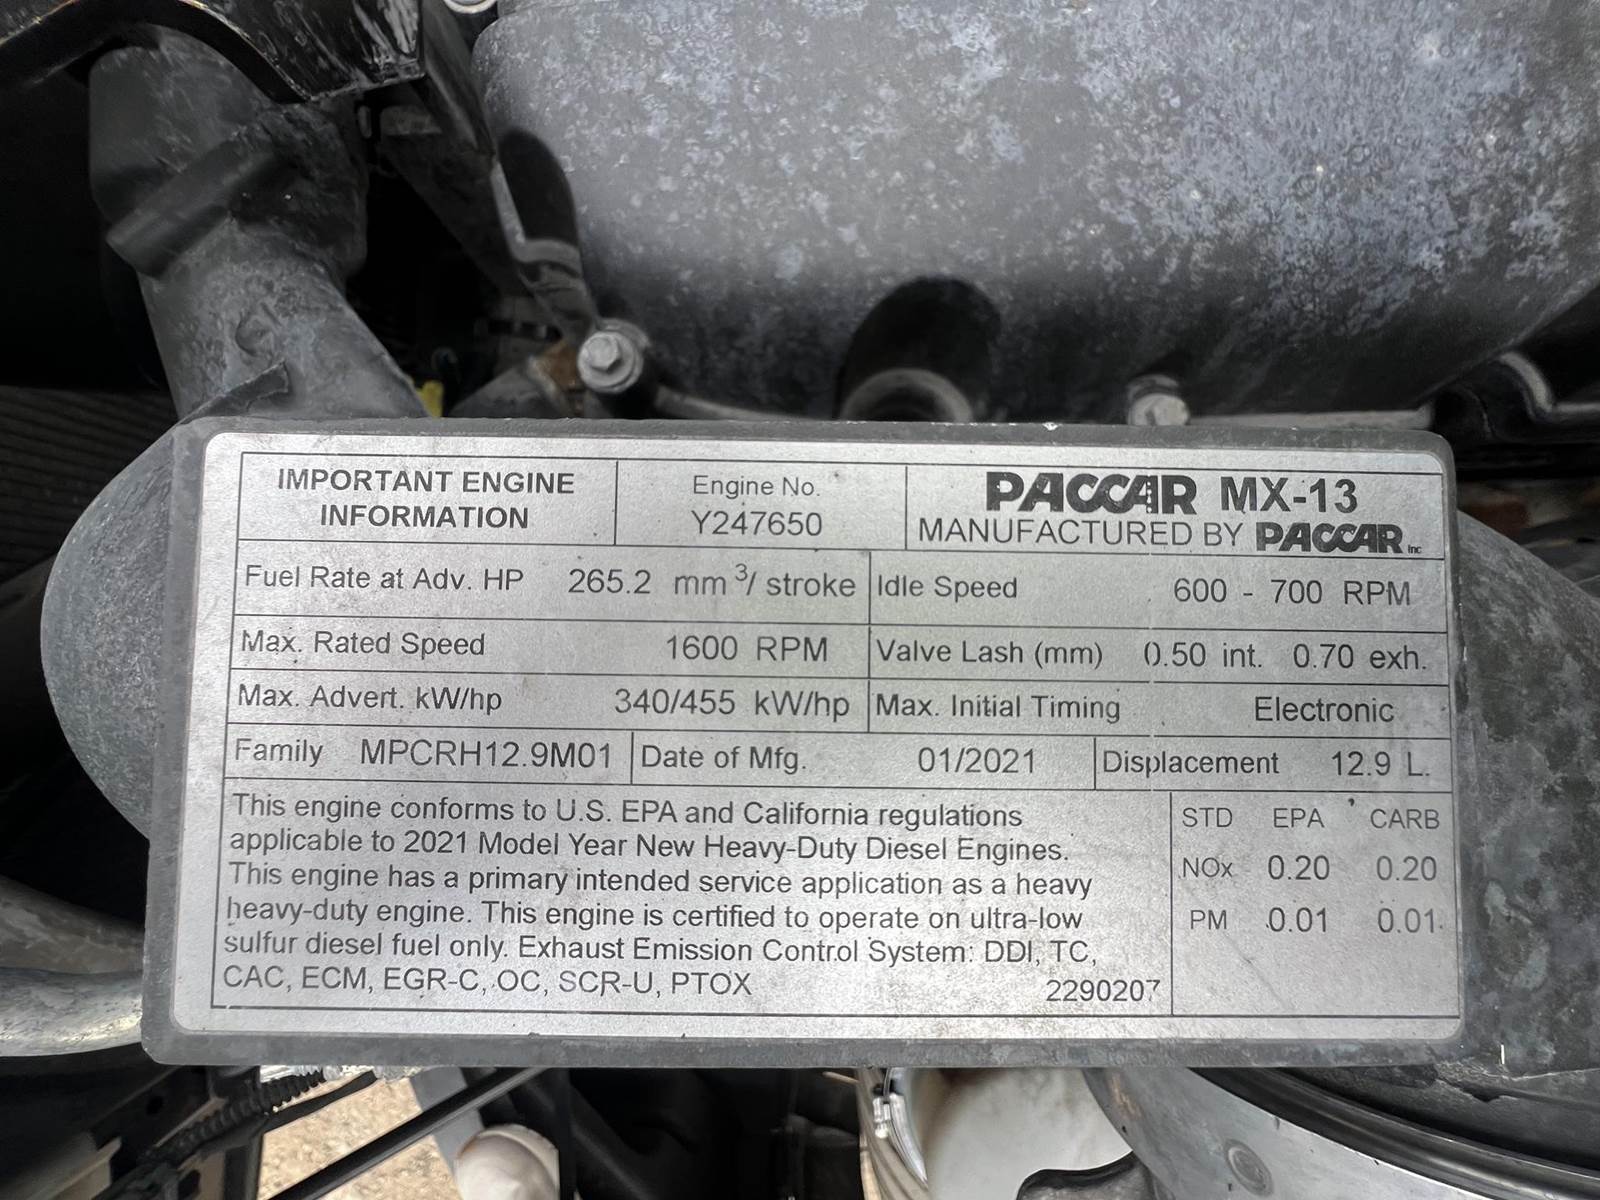 IMPORTANT ENGINE
INFORMATION
Engine No.
Y247650
PACCAR MX-13
MANUFACTURED BY PACCAR Inc
Fuel Rate at Adv. HP 265.2 mm³/ stroke
Idle Speed 600 - 700 RPM
Max. Rated Speed 1600 RPM
Valve Lash (mm) 0.50 int. 0.70 exh.
Max. Advert. kW/hp 340/455 kW/hp
Max. Initial Timing Electronic
Family MPCRH12.9M01
Date of Mfg. 01/2021
Displacement 12.9 L.
This engine conforms to U.S. EPA and California regulations
applicable to 2021 Model Year New Heavy-Duty Diesel Engines.
This engine has a primary intended service application as a heavy
heavy-duty engine. This engine is certified to operate on ultra-low
sulfur diesel fuel only. Exhaust Emission Control System: DDI, TC,
CAC, ECM, EGR-C, OC, SCR-U, PTOX
2290207
STD EPA CARB
NOx 0.20 0.20
PM 0.01 0.01